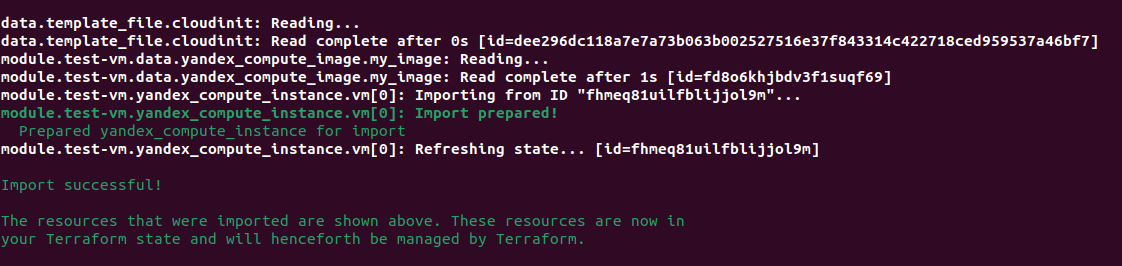 data.template_file.cloudinit: Reading...
data.template_file.cloudinit: Read complete after 0s [id=dee296dc118a7e7a73b063b002527516e37f843314c422718ced959537a46bf7]
module.test-vm.data.yandex_compute_image.my_image: Reading...
module.test-vm.data.yandex_compute_image.my_image: Read complete after 1s [id=fd8o6khjbdv3f1suqf69]
module.test-vm.yandex_compute_instance.vm[0]: Importing from ID "fhmeq81uilfblijjol9m"...
module.test-vm.yandex_compute_instance.vm[0]: Import prepared!
  Prepared yandex_compute_instance for import
module.test-vm.yandex_compute_instance.vm[0]: Refreshing state... [id=fhmeq81uilfblijjol9m]
Import successful!
The resources that were imported are shown above. These resources are now in
your Terraform state and will henceforth be managed by Terraform.